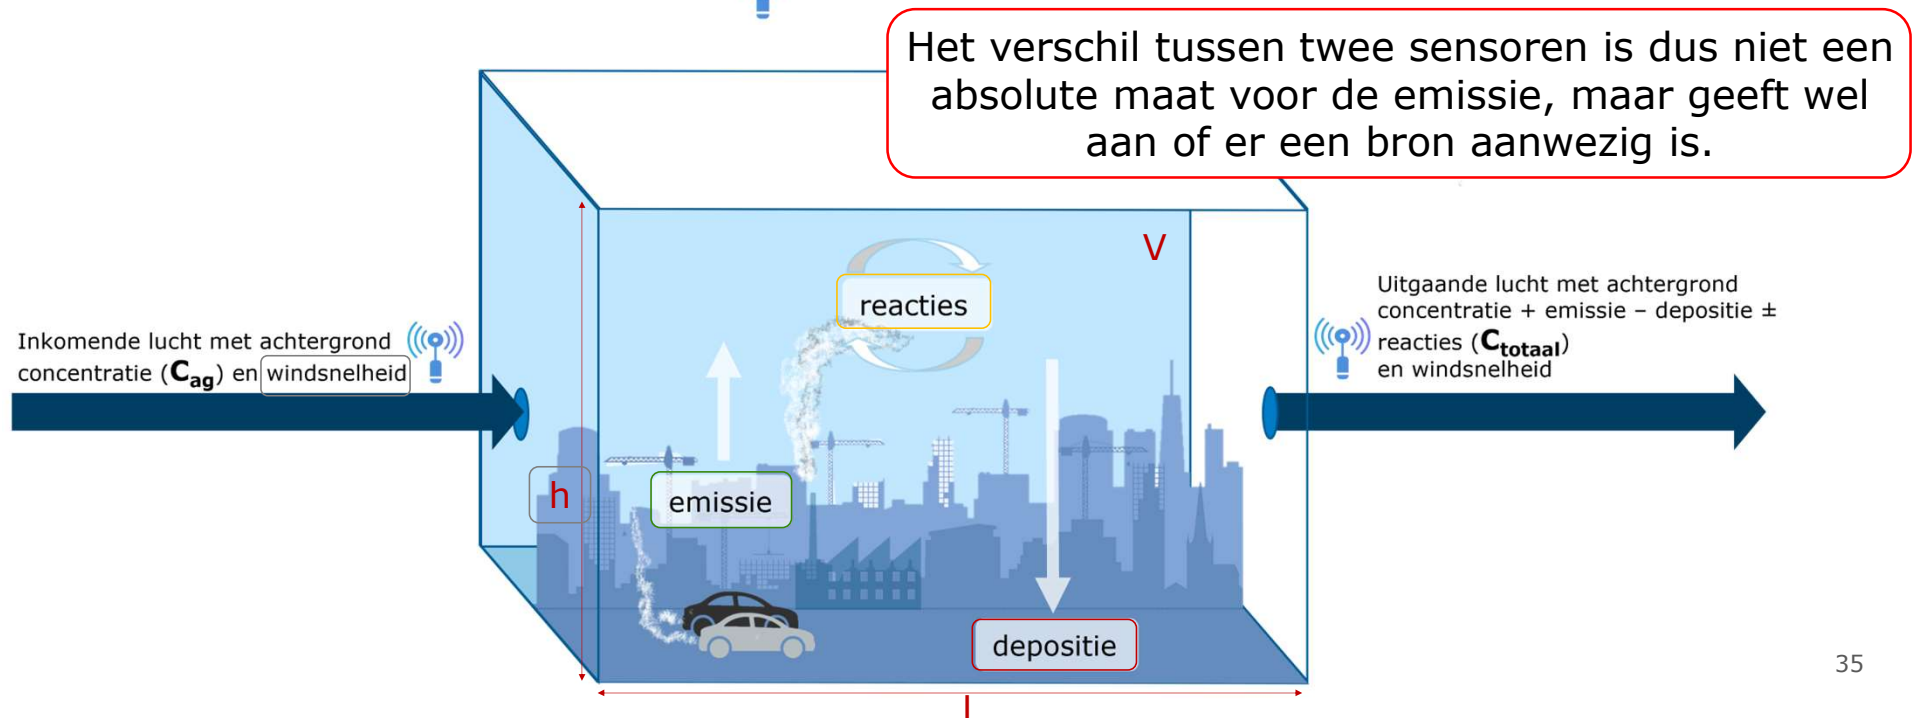 Het verschil tussen twee sensoren is dus niet een
absolute maat voor de emissie, maar geeft wel
aan of er een bron aanwezig is.
V
reacties
Inkomende lucht met achtergrond
concentratie (Cag) en windsnelheid
Uitgaande lucht met achtergrond
concentratie + emissie – depositie ±
reacties (Ctotaal)
en windsnelheid
h
emissie
depositie
l
35